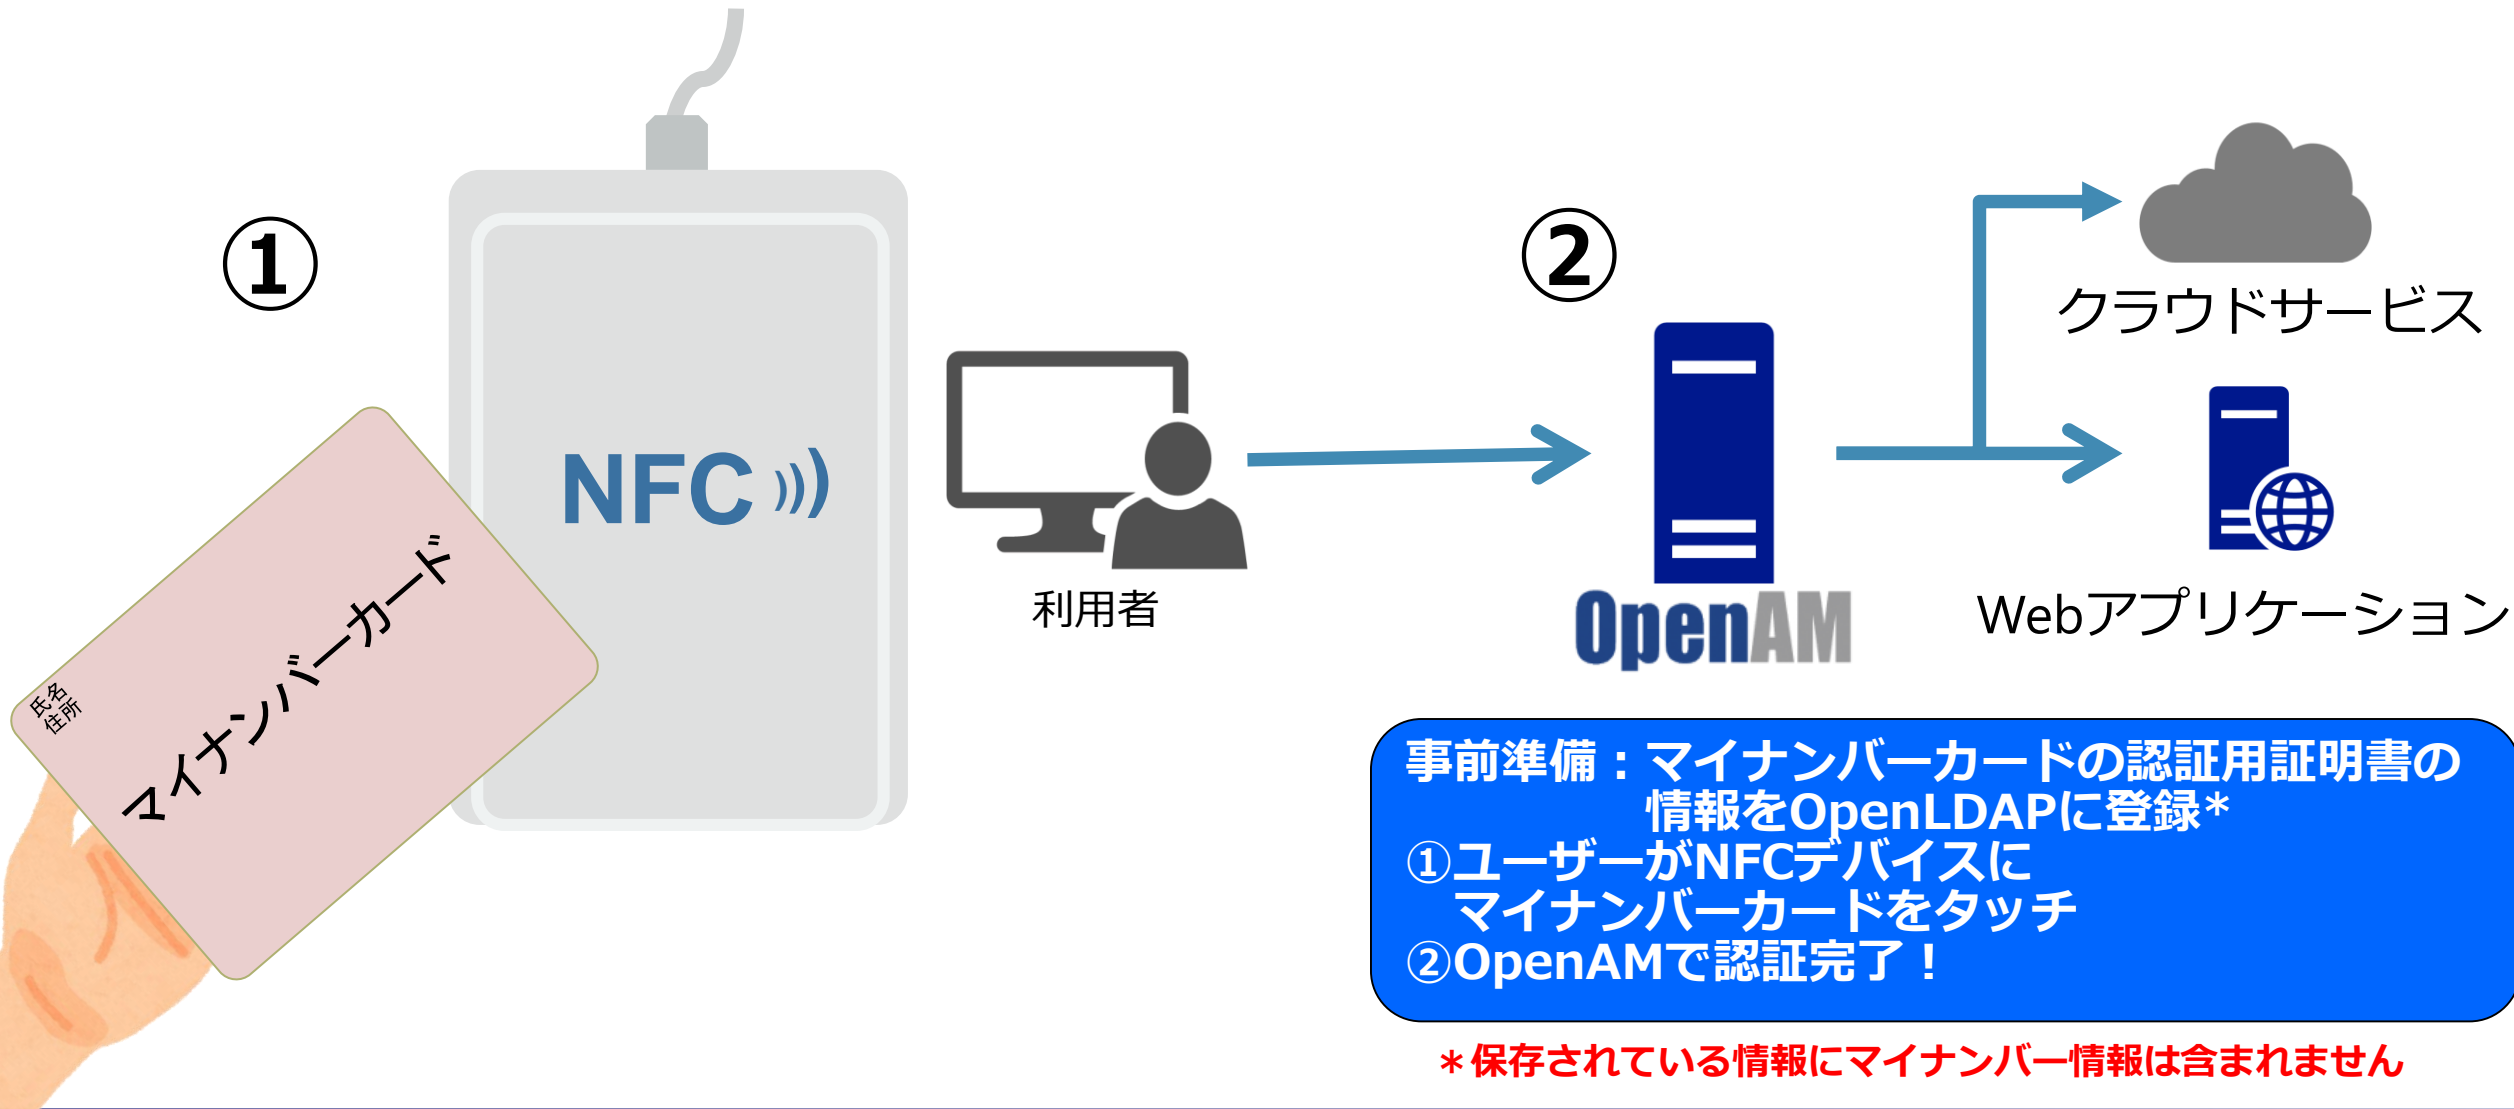 ①
NFC
マイナンバーカード
氏名
住所
利用者
②
OpenAM
クラウドサービス
Webアプリケーション
事前準備：マイナンバーカードの認証用証明書の
情報をOpenLDAPに登録*
①ユーザーがNFCデバイスに
マイナンバーカードをタッチ
②OpenAMで認証完了！
*保存されている情報にマイナンバー情報は含まれません